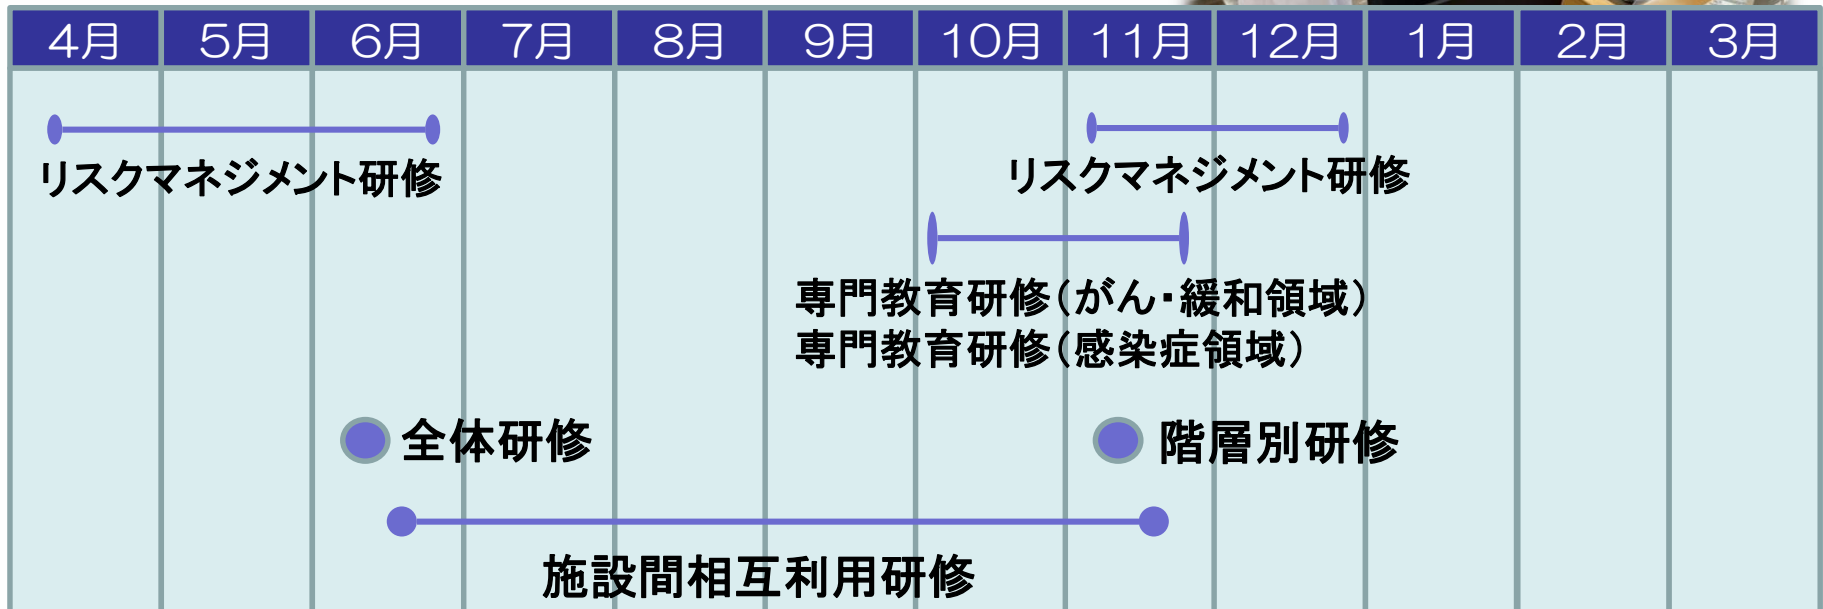 4月 5月 6月 7月 8月 9月 10月 11月 12月 1月 2月 3月
リスクマネジメント研修
リスクマネジメント研修
専門教育研修(がん・緩和領域)
専門教育研修(感染症領域)
全体研修
階層別研修
施設間相互利用研修